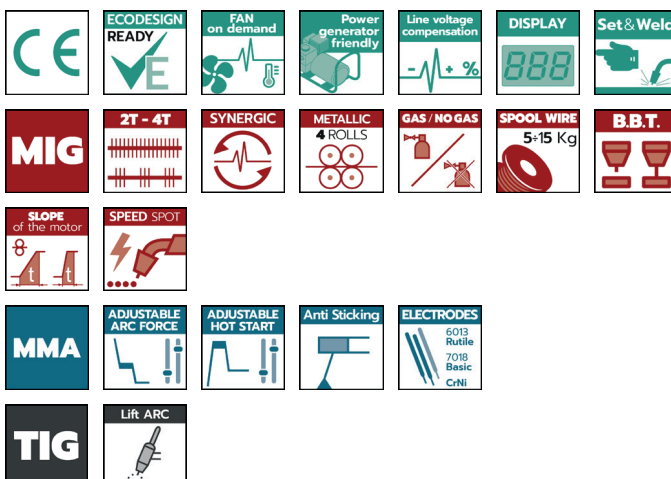 CE
ECODESIGN
READY
E
FAN
on demand
Power
generator
friendly
Line voltage
compensation
- + %
DISPLAY
888
Set&Weld
MIG
2T - 4T
SYNERGIC
METALLIC
4 ROLLS
GAS / NO GAS
SPOOL WIRE
5÷15 Kg
B.B.T.
SLOPE
of the motor
t t
SPEED SPOT
MMA
ADJUSTABLE
ARC FORCE
ADJUSTABLE
HOT START
Anti Sticking
ELECTRODES
6013
Rutile
7018
Basic
CrNi
TIG
Lift ARC